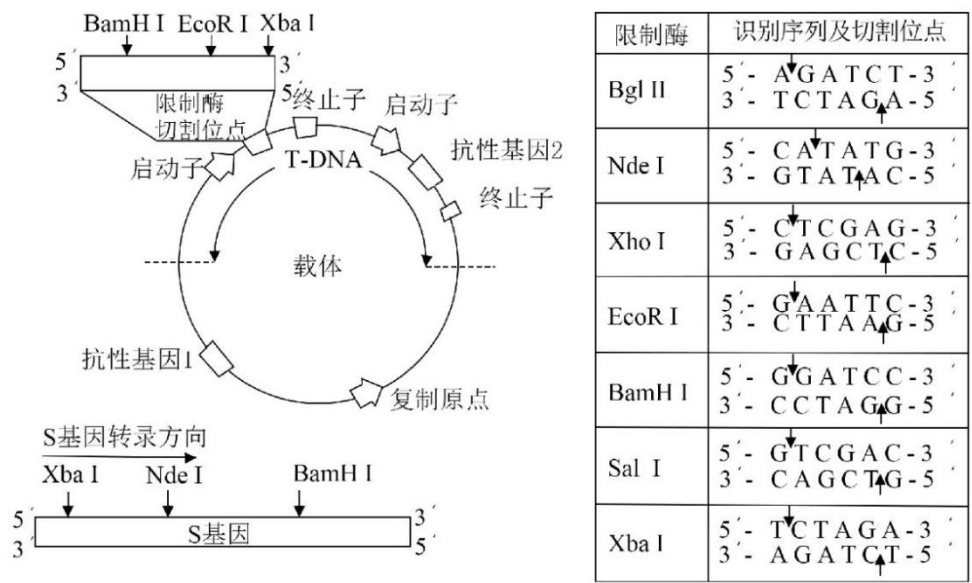 BamH I EcoR I Xba I
5´ 3´
3´ 5´
限制酶
切割位点
终止子
启动子
启动子
T-DNA
抗性基因2
终止子
载体
抗性基因1
复制原点
S基因转录方向
Xba I Nde I BamH I
5´ 3´
S基因
3´ 5´
限制酶 识别序列及切割位点
Bgl II
5´- AGATCT-3´
3´- TCTAGA-5´
Nde I
5´- CATATG-3´
3´- GTATAC-5´
Xho I
5´- CTCGAG-3´
3´- GAGCTC-5´
EcoR I
5´- GAATTC-3´
3´- CTTAAG-5´
BamH I
5´- GGATCC-3´
3´- CCTAGG-5´
Sal I
5´- GTCGAC-3´
3´- CAGCTG-5´
Xba I
5´- TCTAGA-3´
3´- AGATCT-5´